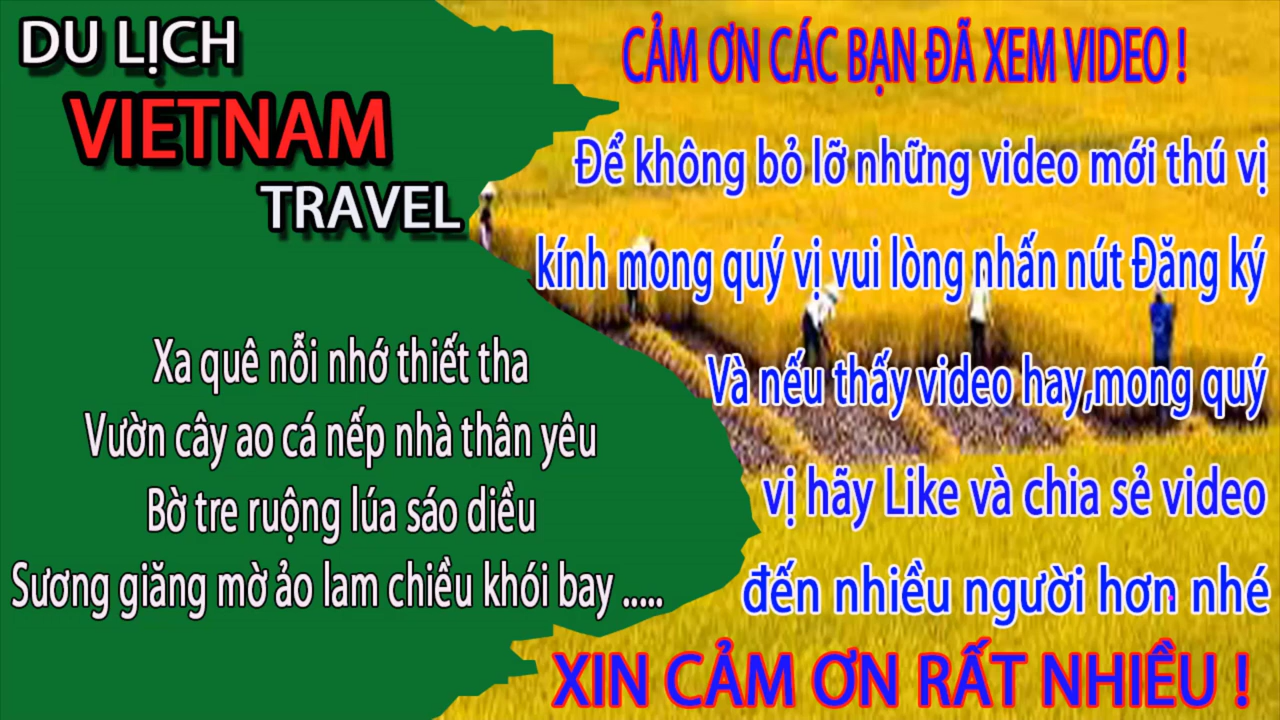 DU LỊCH
VIETNAM
TRAVEL
Xa quê nỗi nhớ thiết tha
Vườn cây ao cá nếp nhà thân yêu
Bờ tre ruộng lúa sáo diều
Sương giăng mờ ảo lam chiều khói bay .....
CẢM ƠN CÁC BẠN ĐÃ XEM VIDEO !
Để không bỏ lỡ những video mới thú vị
kính mong quý vị vui lòng nhấn nút Đăng ký
Và nếu thấy video hay,mong quý
vị hãy Like và chia sẻ video
đến nhiều người hơn nhé
XIN CẢM ƠN RẤT NHIỀU !